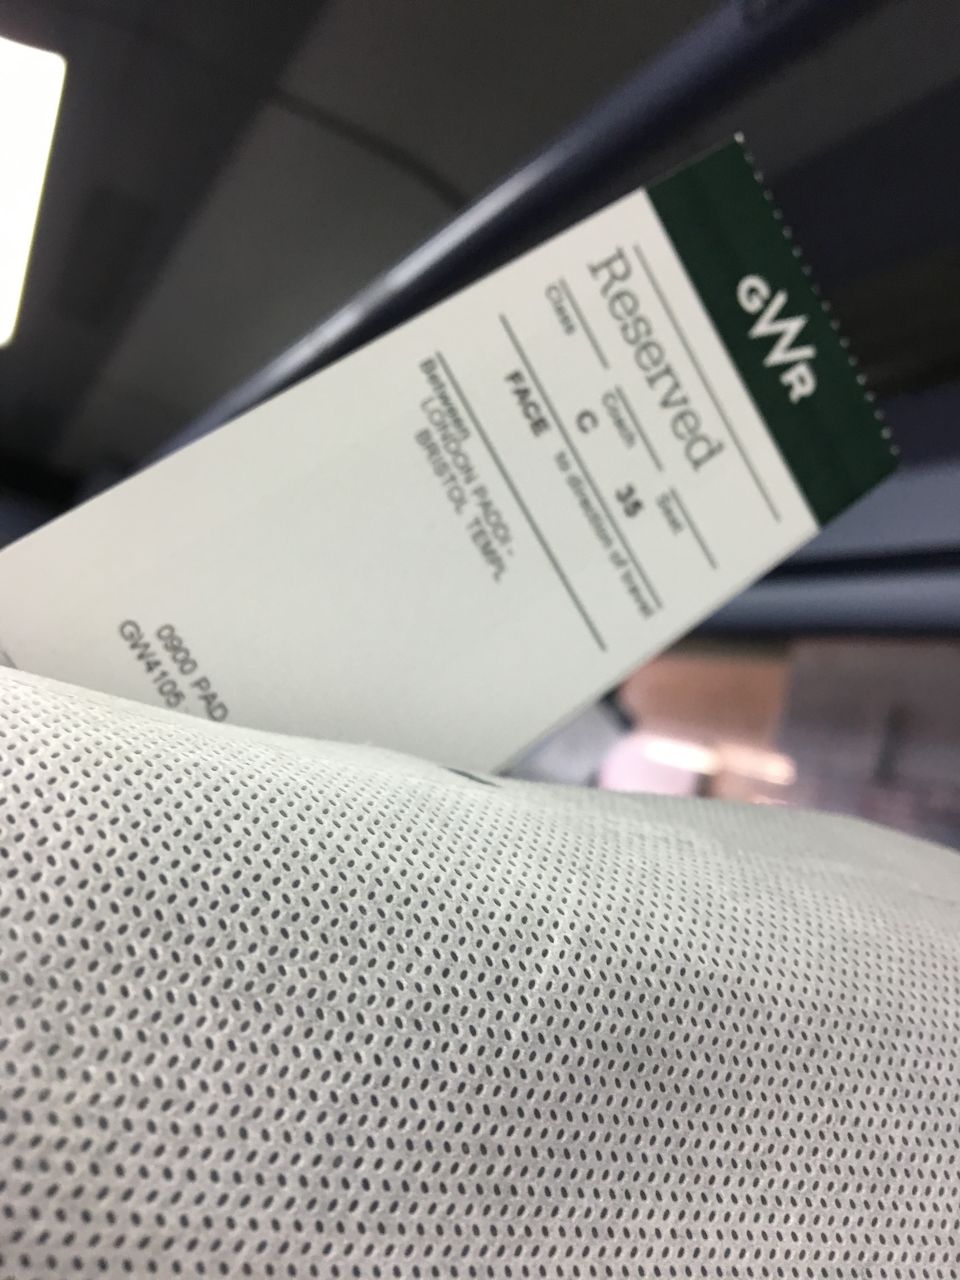 GWR
Reserved
Class Coach Seat
C 35
FACE to direction of travel
Between
LONDON PADD! -
BRISTOL TEMPL
0900 PAD
GW4105